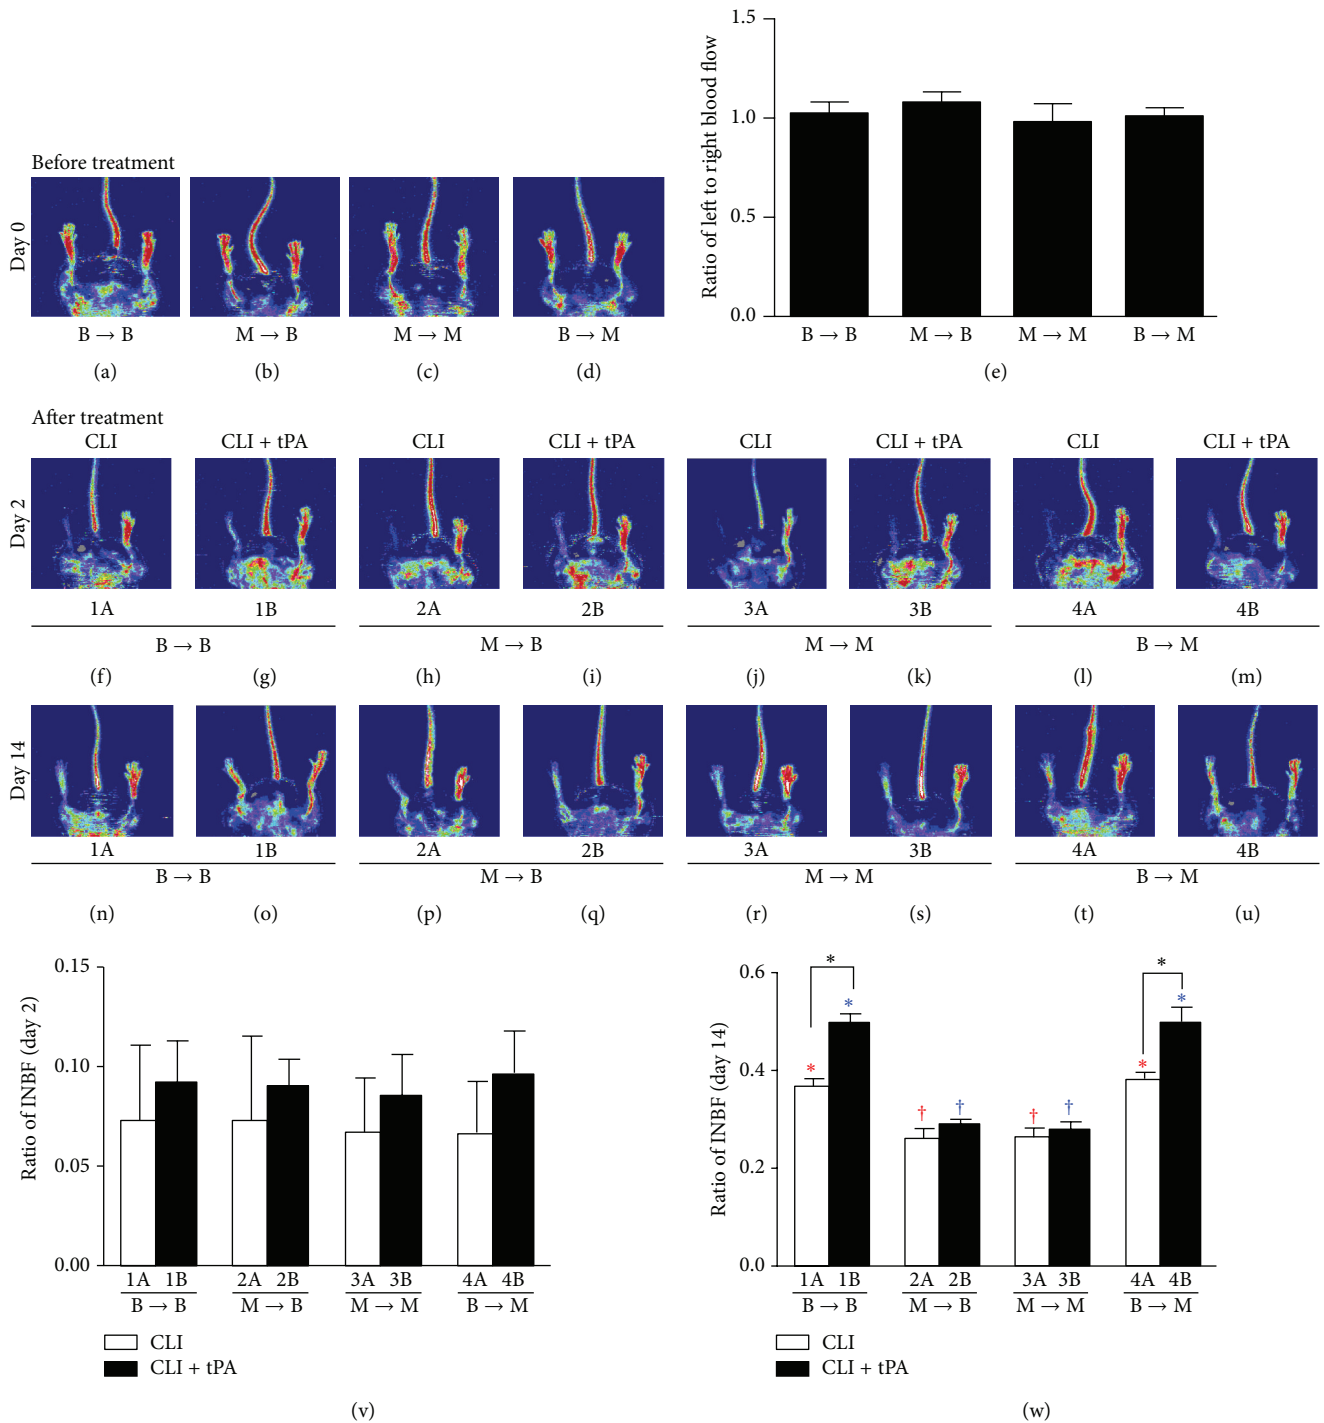 Before treatment
Day 0
B → B
M → B
M → M
B → M
(a)
(b)
(c)
(d)
Ratio of left to right blood flow
1.5
1.0
0.5
0.0
B → B
M → B
M → M
B → M
(e)
After treatment
CLI
CLI + tPA
CLI
CLI + tPA
CLI
CLI + tPA
CLI
CLI + tPA
Day 2
1A
1B
2A
2B
3A
3B
4A
4B
B → B
M → B
M → M
B → M
(f)
(g)
(h)
(i)
(j)
(k)
(l)
(m)
Day 14
1A
1B
2A
2B
3A
3B
4A
4B
B → B
M → B
M → M
B → M
(n)
(o)
(p)
(q)
(r)
(s)
(t)
(u)
Ratio of INBF (day 2)
0.15
0.10
0.05
0.00
1A 1B
2A 2B
3A 3B
4A 4B
B → B
M → B
M → M
B → M
CLI
CLI + tPA
(v)
Ratio of INBF (day 14)
0.6
0.4
0.2
0.0
*
*
*
*
†
†
†
†
*
*
1A 1B
2A 2B
3A 3B
4A 4B
B → B
M → B
M → M
B → M
CLI
CLI + tPA
(w)